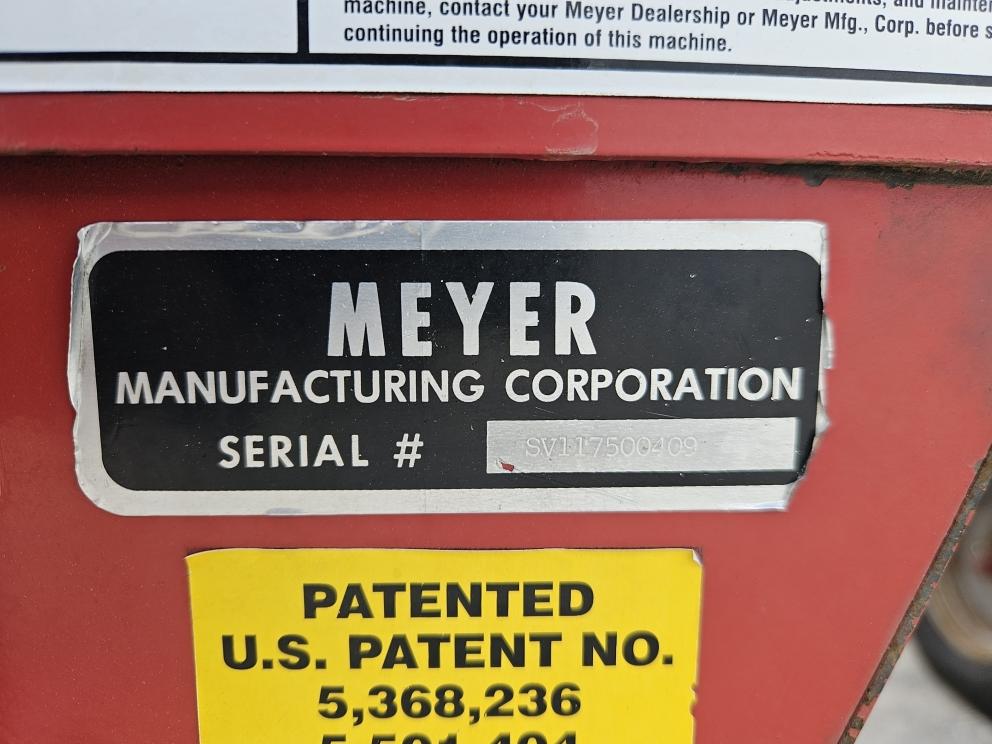 machine, contact your Meyer Dealership or Meyer Mfg., Corp. before
continuing the operation of this machine.
MEYER
MANUFACTURING CORPORATION
SERIAL # SV117500409
PATENTED
U.S. PATENT NO.
5,368,236